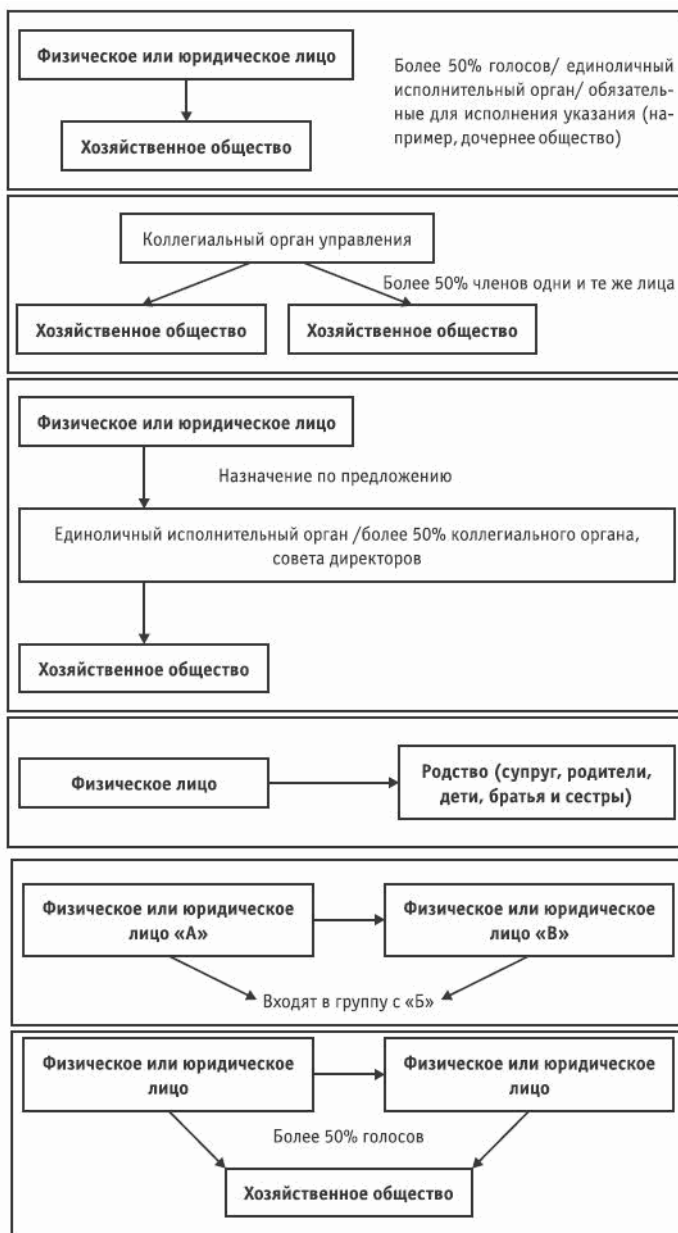 Физическое или юридическое лицо
Более 50% голосов/ единоличный
исполнительный орган/ обязатель-
ные для исполнения указания (на-
пример, дочернее общество)
Хозяйственное общество
Коллегиальный орган управления
Более 50% членов одни и те же лица
Хозяйственное общество
Хозяйственное общество
Физическое или юридическое лицо
Назначение по предложению
Единоличный исполнительный орган /более 50% коллегиального органа,
совета директоров
Хозяйственное общество
Физическое лицо
Родство (супруг, родители,
дети, братья и сестры)
Физическое или юридическое
лицо «А»
Физическое или юридическое
лицо «В»
Входят в группу с «Б»
Физическое или юридическое
лицо
Физическое или юридическое
лицо
Более 50% голосов
Хозяйственное общество